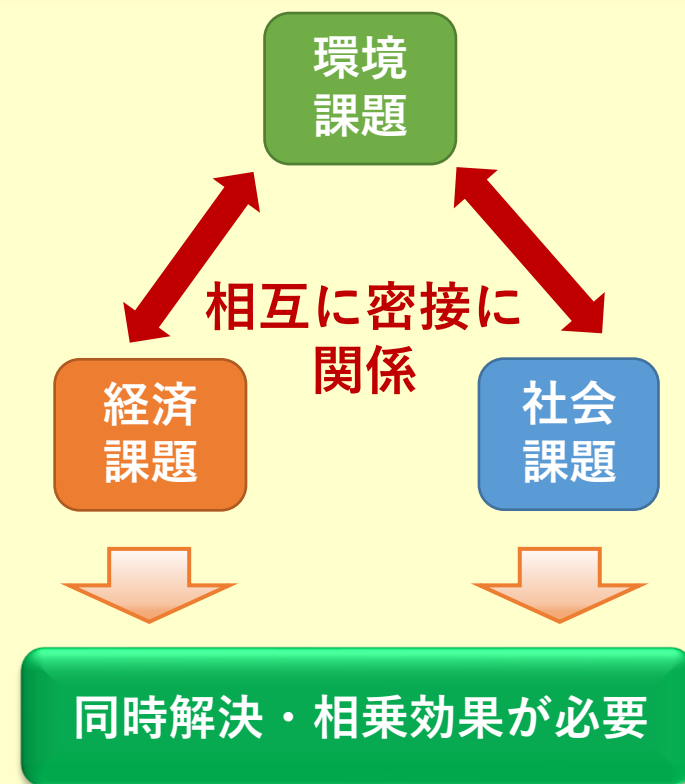 環境
課題
相互に密接に
関係
経済
課題
社会
課題
同時解決・相乗効果が必要